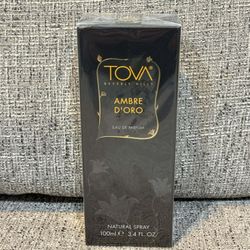 TOVA®
BEVERLY HILLS
AMBRE
D'ORO
EAU DE PARFUM
NATURAL SPRAY
100ml ℮ 3.4 FL. OZ